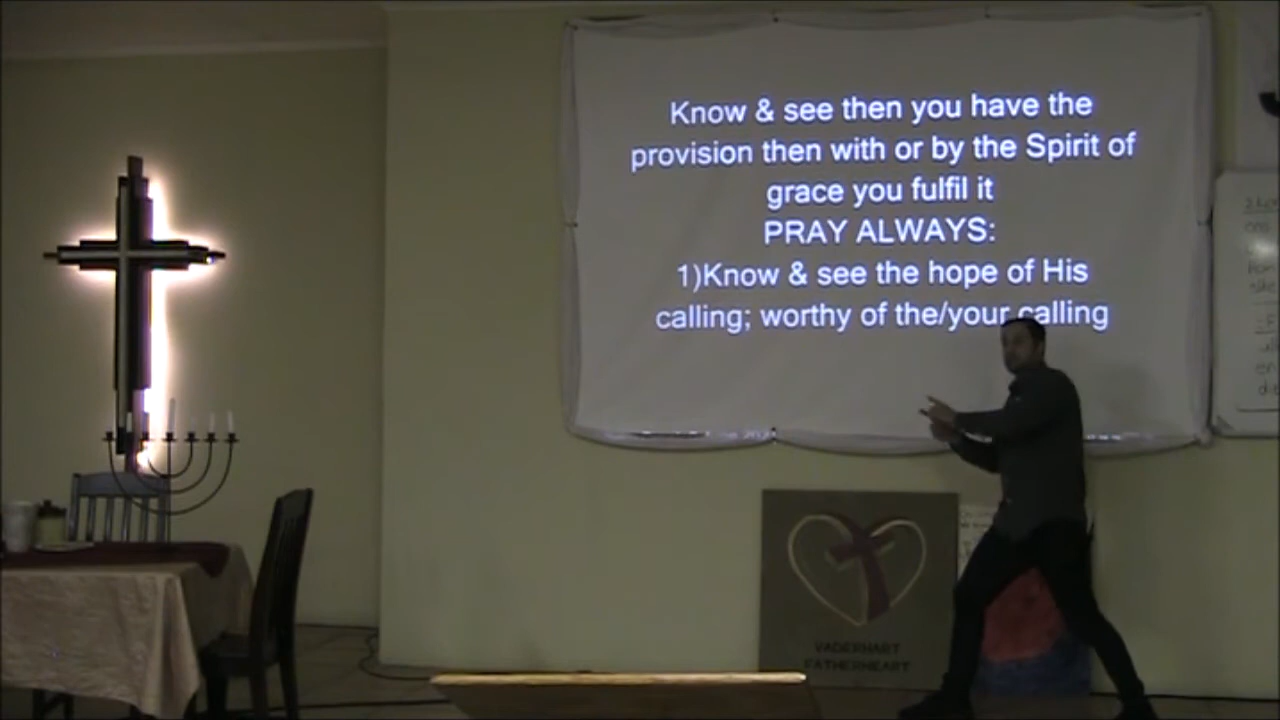 Know & see then you have the
provision then with or by the Spirit of
grace you fulfil it
PRAY ALWAYS:
1)Know & see the hope of His
calling; worthy of the/your calling
VADERHART
FATHERHEART